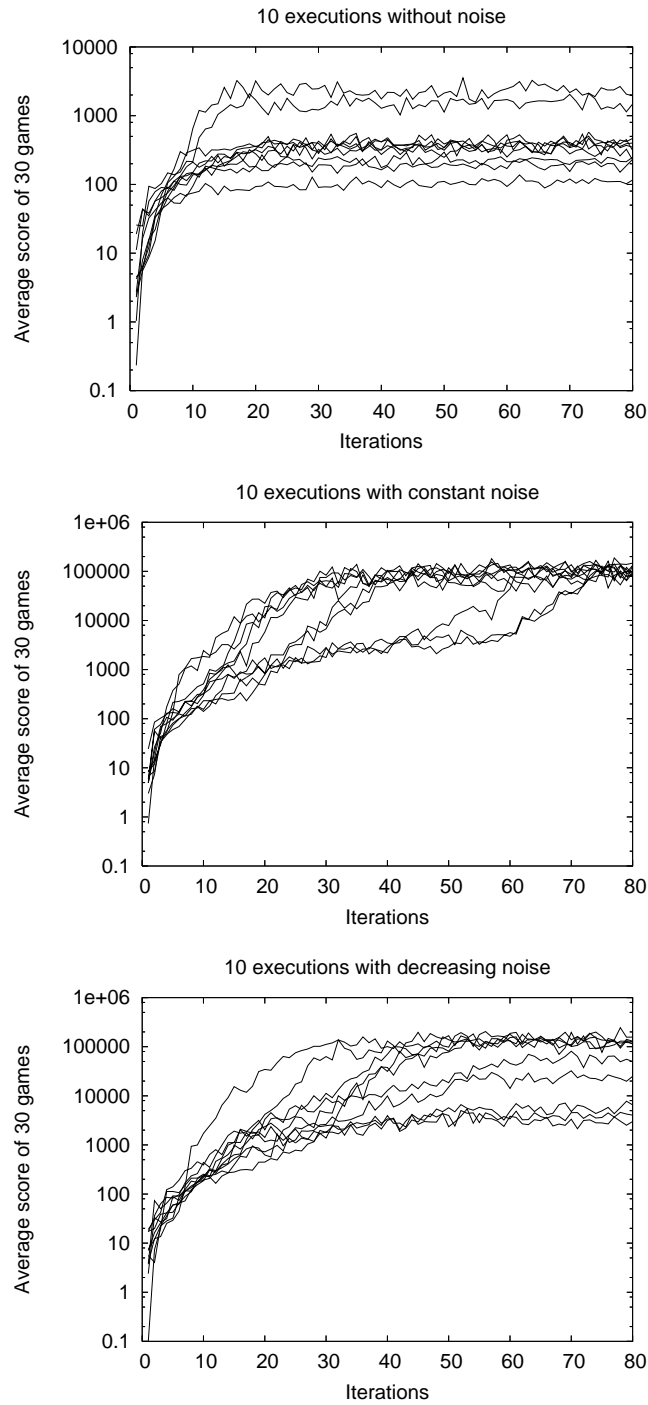 10 executions without noise
10000
1000
100
10
1
0.1
Average score of 30 games
0 10 20 30 40 50 60 70 80
Iterations
10 executions with constant noise
1e+06
100000
10000
1000
100
10
1
0.1
Average score of 30 games
0 10 20 30 40 50 60 70 80
Iterations
10 executions with decreasing noise
1e+06
100000
10000
1000
100
10
1
0.1
Average score of 30 games
0 10 20 30 40 50 60 70 80
Iterations